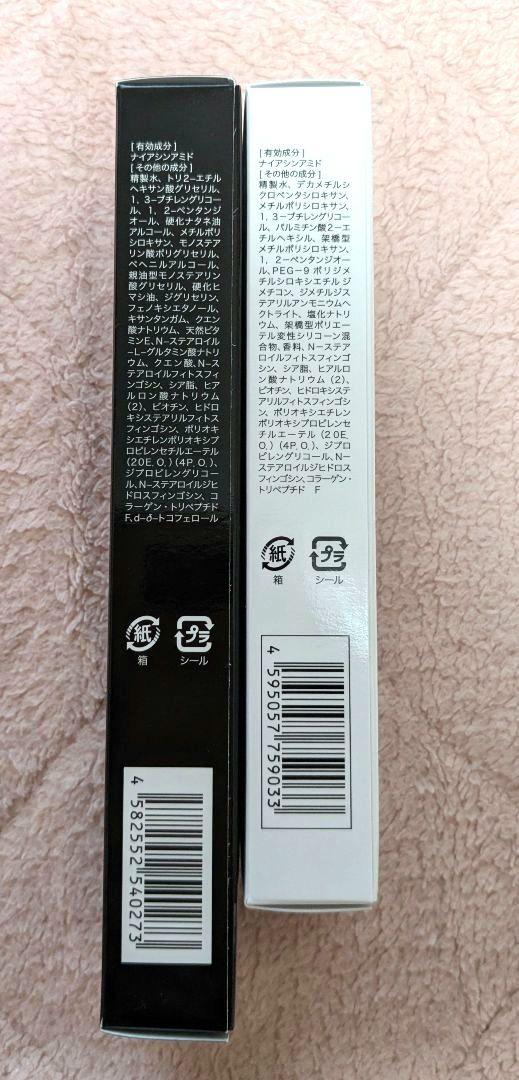 [有効成分]
ナイアシンアミド
[その他の成分]
精製水、トリ2-エチル
ヘキサン酸グリセリル、
1，3-ブチレングリコー
ル、1，2-ペンタンジ
オール、硬化ナタネ油
アルコール、メチルポリ
シロキサン、モノステア
リン酸ポリグリセリル、
ベヘニルアルコール、
親油型モノステアリン
酸グリセリル、硬化ヒ
マシ油、ジグリセリン、
フェノキシエタノール、
キサンタンガム、クエン
酸ナトリウム、天然ビタ
ミンE、N-ステアロイル
-L-グルタミン酸ナトリ
ウム、クエン酸、N-ス
テアロイルフィトスフィ
ンゴシン、シア脂、ヒア
ルロン酸ナトリウム
(2)、ビオチン、ヒドロ
キシステアリルフィトス
フィンゴシン、ポリオキ
シエチレンポリオキシプ
ロピレンセチルエーテル
(20E.O.)(4P.O.)、
ジプロピレングリコー
ル、N-ステアロイルジヒ
ドロスフィンゴシン、コ
ラーゲン・トリペプチド
F、d-δ-トコフェロール
紙
箱
プラ
シール
4 582552 540273
[有効成分]
ナイアシンアミド
[その他の成分]
精製水、デカメチルシ
クロペンタシロキサン、
メチルポリシロキサン、
1，3-ブチレングリコー
ル、パルミチン酸2-エ
チルヘキシル、架橋型
メチルポリシロキサン、
1，2-ペンタンジオー
ル、PEG-9ポリジメ
チルシロキシエチル ジ
メチコン、ジメチルジス
テアリルアンモニウムヘ
クトライト、塩化ナトリ
ウム、架橋型ポリエー
テル変性シリコーン混
合物、香料、N-ステア
ロイルフィトスフィンゴ
シン、シア脂、ヒアルロ
ン酸ナトリウム(2)、
ビオチン、ヒドロキシス
テアリルフィトスフィンゴ
シン、ポリオキシエチレン
ポリオキシプロピレンセ
チルエーテル(20E.
O.)(4P.O.)、ジプロ
ピレングリコール、N-
ステアロイルジヒドロス
フィンゴシン、コラーゲン・
トリペプチド F
紙
箱
プラ
シール
4 595057 759033